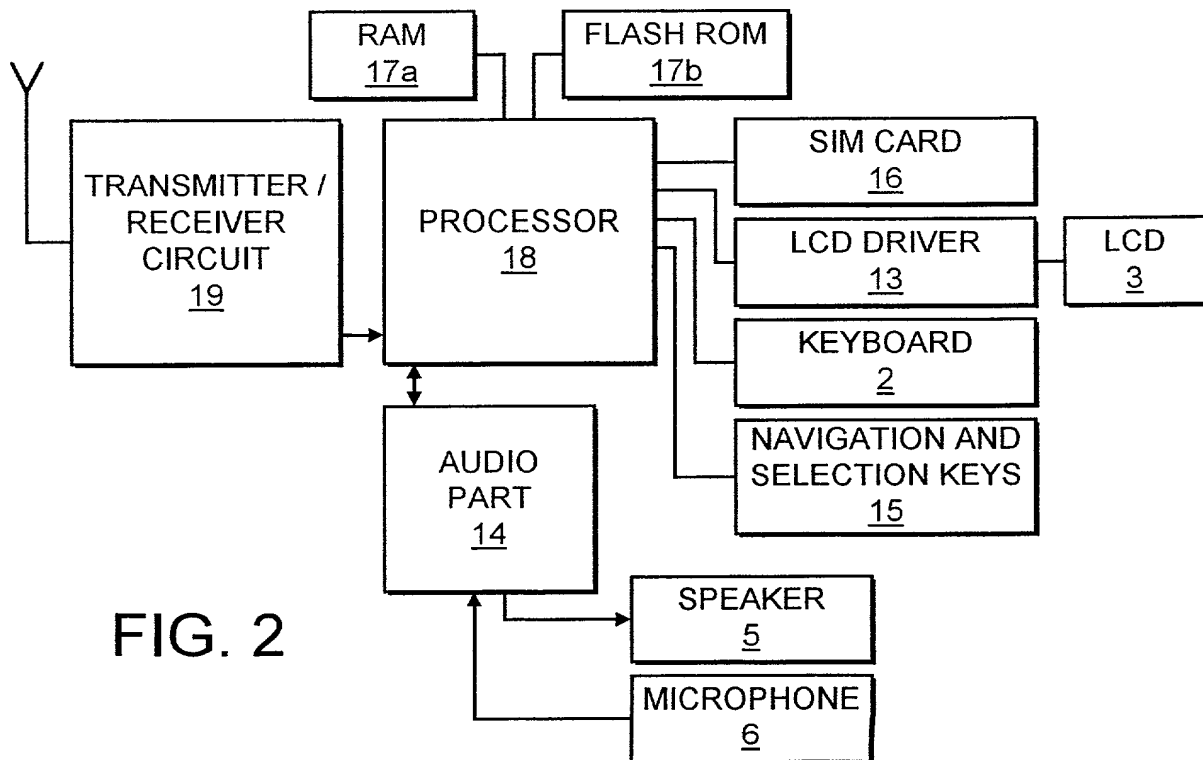 RAM
17a
FLASH ROM
17b
TRANSMITTER /
RECEIVER
CIRCUIT
19
PROCESSOR
18
SIM CARD
16
LCD DRIVER
13
LCD
3
KEYBOARD
2
NAVIGATION AND
SELECTION KEYS
15
AUDIO
PART
14
SPEAKER
5
MICROPHONE
6
FIG. 2